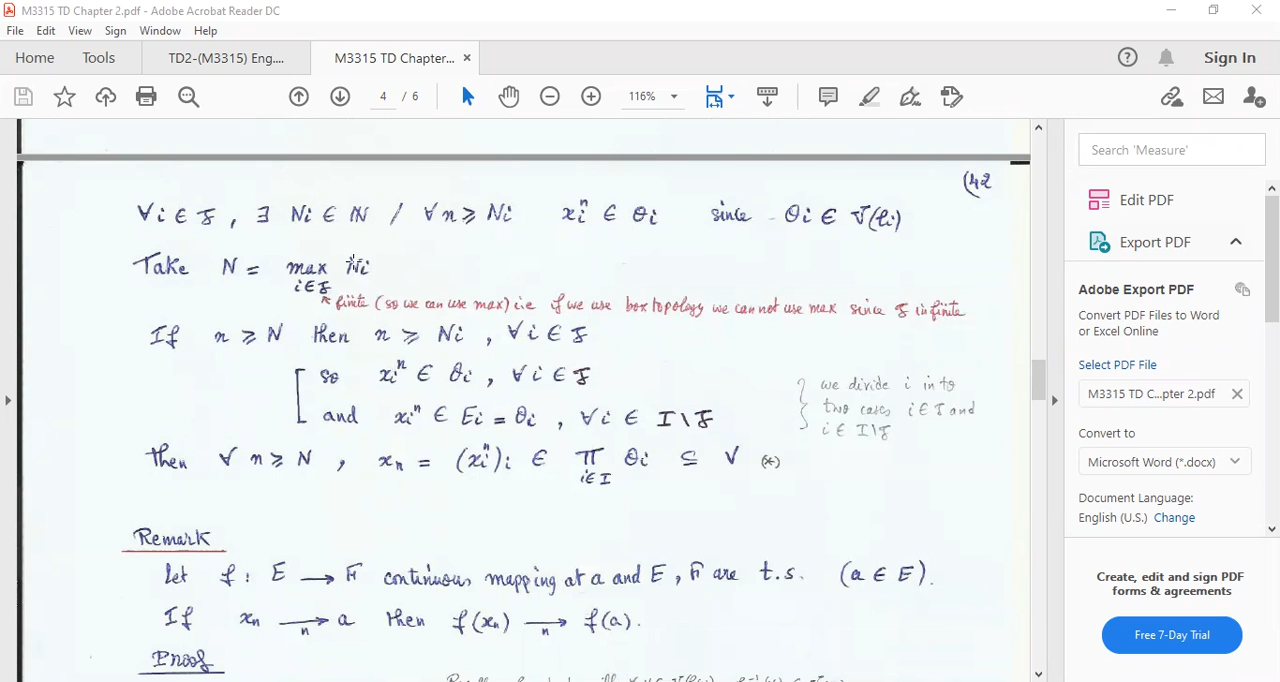 M3315 TD Chapter 2.pdf - Adobe Acrobat Reader DC
File Edit View Sign Window Help
Home Tools TD2-(M3315) Eng.... M3315 TD Chapter... × Sign In
4 / 6 116%
(42
∀i ∈ J , ∃ Ni ∈ ℕ / ∀n ⩾ Ni xᵢⁿ ∈ θi since θi ∈ V(ℓi)
Take N = max Ni
i∈J
finite (so we can use max) i.e if we use box topology we cannot use max since J infinite
If n ⩾ N then n ⩾ Ni , ∀i ∈ J
so xᵢⁿ ∈ θi , ∀i ∈ J
and xᵢⁿ ∈ Ei = θi , ∀i ∈ I\J
we divide i into
two cases i∈J and
i∈ I\J
then ∀ n ⩾ N , xn = (xᵢⁿ)i ∈ ∏ θi ⊆ V (*)
i∈I
Remark
Let f : E → F continuous mapping at a and E, F are t.s. (a ∈ E).
If xn → a then f(xn) → f(a).
n n
Proof
Search 'Measure'
Edit PDF
Export PDF
Adobe Export PDF
Convert PDF Files to Word
or Excel Online
Select PDF File
M3315 TD C...pter 2.pdf ×
Convert to
Microsoft Word (*.docx)
Document Language:
English (U.S.) Change
Create, edit and sign PDF
forms & agreements
Free 7-Day Trial